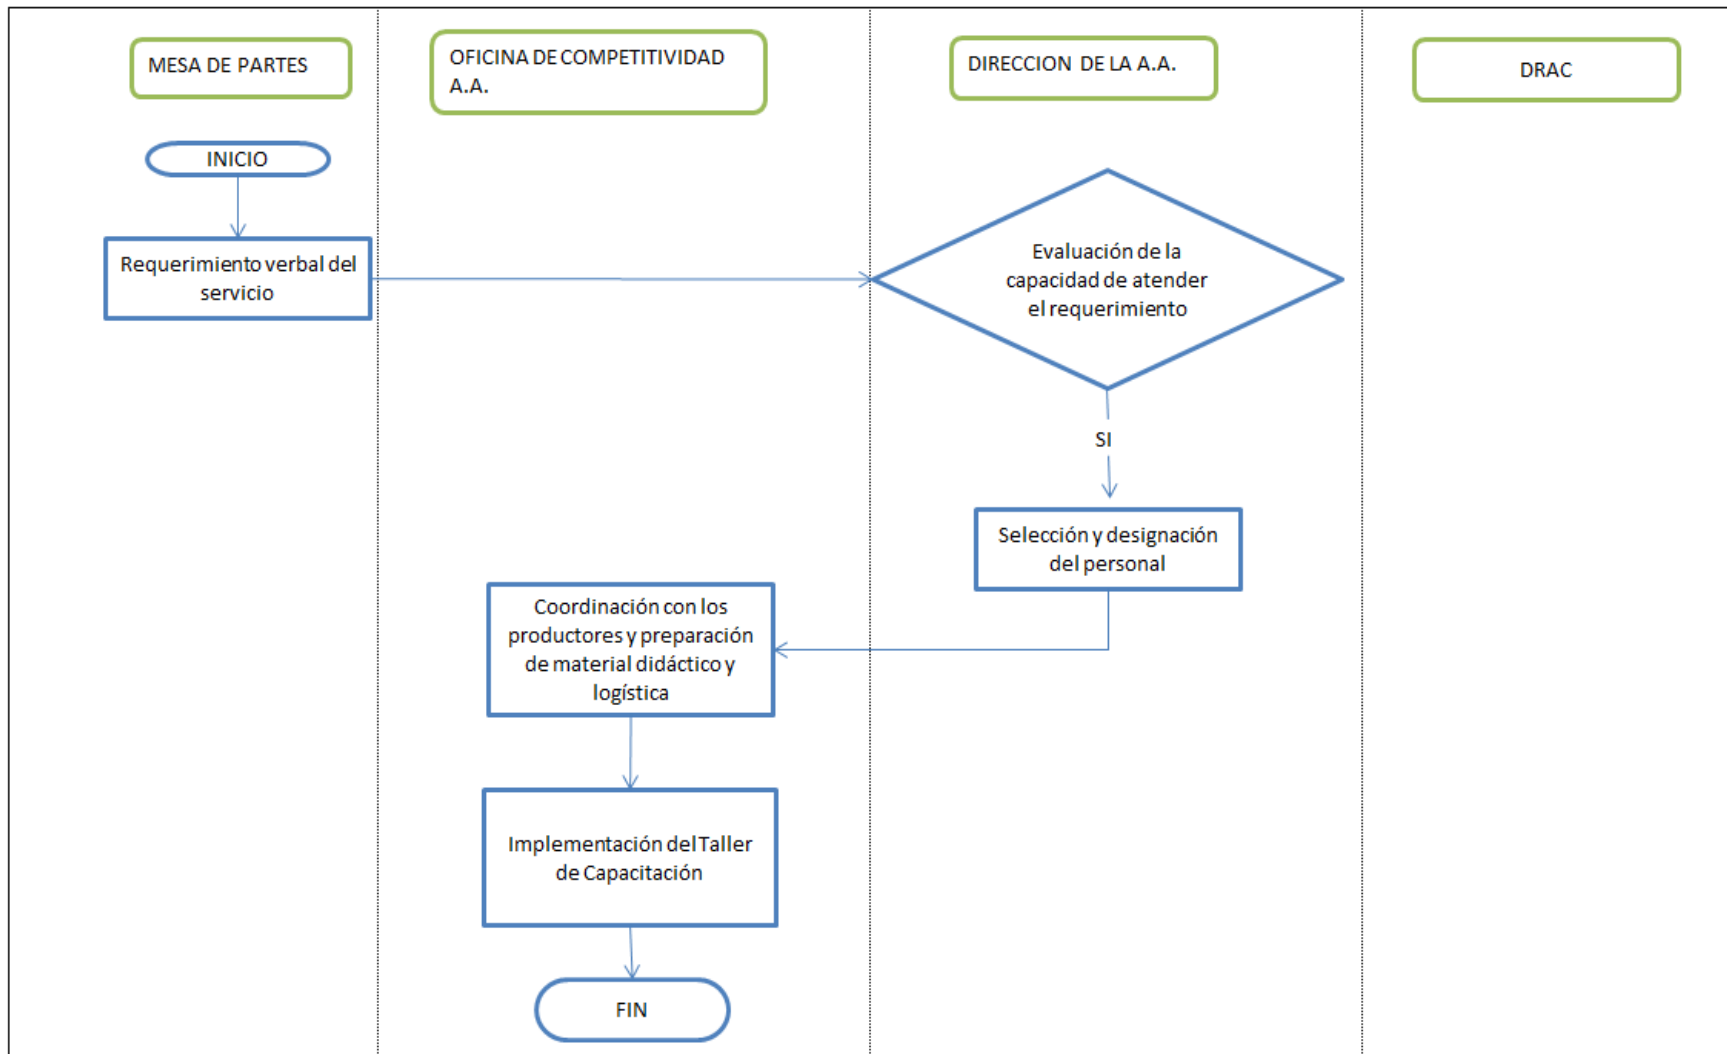 MESA DE PARTES
OFICINA DE COMPETITIVIDAD
A.A.
DIRECCION DE LA A.A.
DRAC
INICIO
Requerimiento verbal del
servicio
Evaluación de la
capacidad de atender
el requerimiento
SI
Selección y designación
del personal
Coordinación con los
productores y preparación
de material didáctico y
logística
Implementación del Taller
de Capacitación
FIN